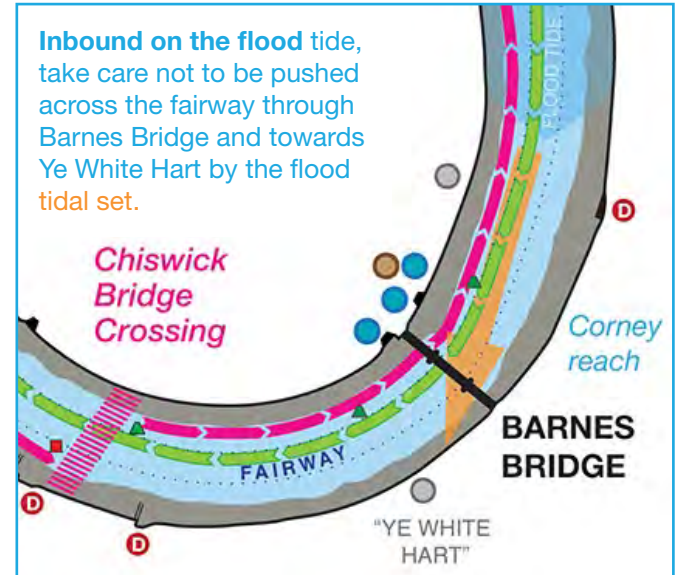 Inbound on the flood tide,
take care not to be pushed
across the fairway through
Barnes Bridge and towards
Ye White Hart by the flood
tidal set.
FLOOD TIDE
D
Chiswick
Bridge
Crossing
Corney
reach
BARNES
BRIDGE
FAIRWAY
D
D
"YE WHITE
HART"